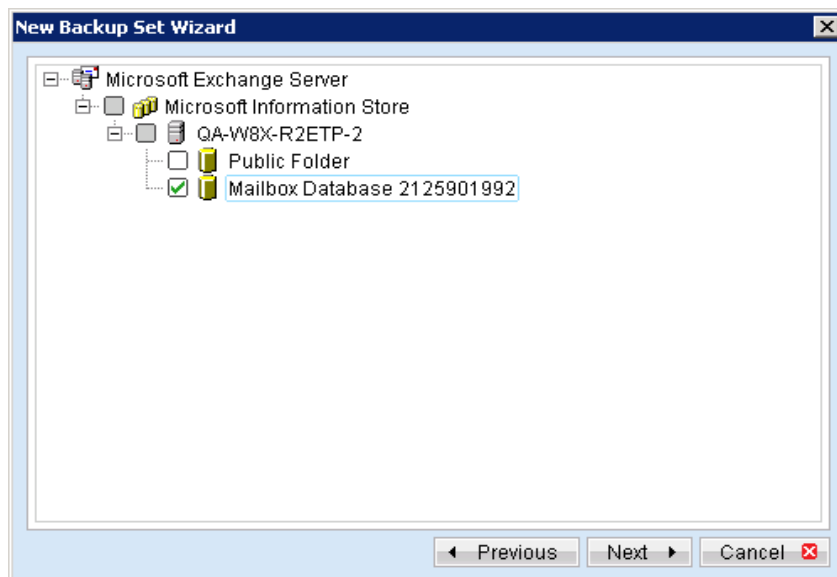 New Backup Set Wizard
Microsoft Exchange Server
Microsoft Information Store
QA-W8X-R2ETP-2
Public Folder
Mailbox Database 2125901992
Previous
Next
Cancel